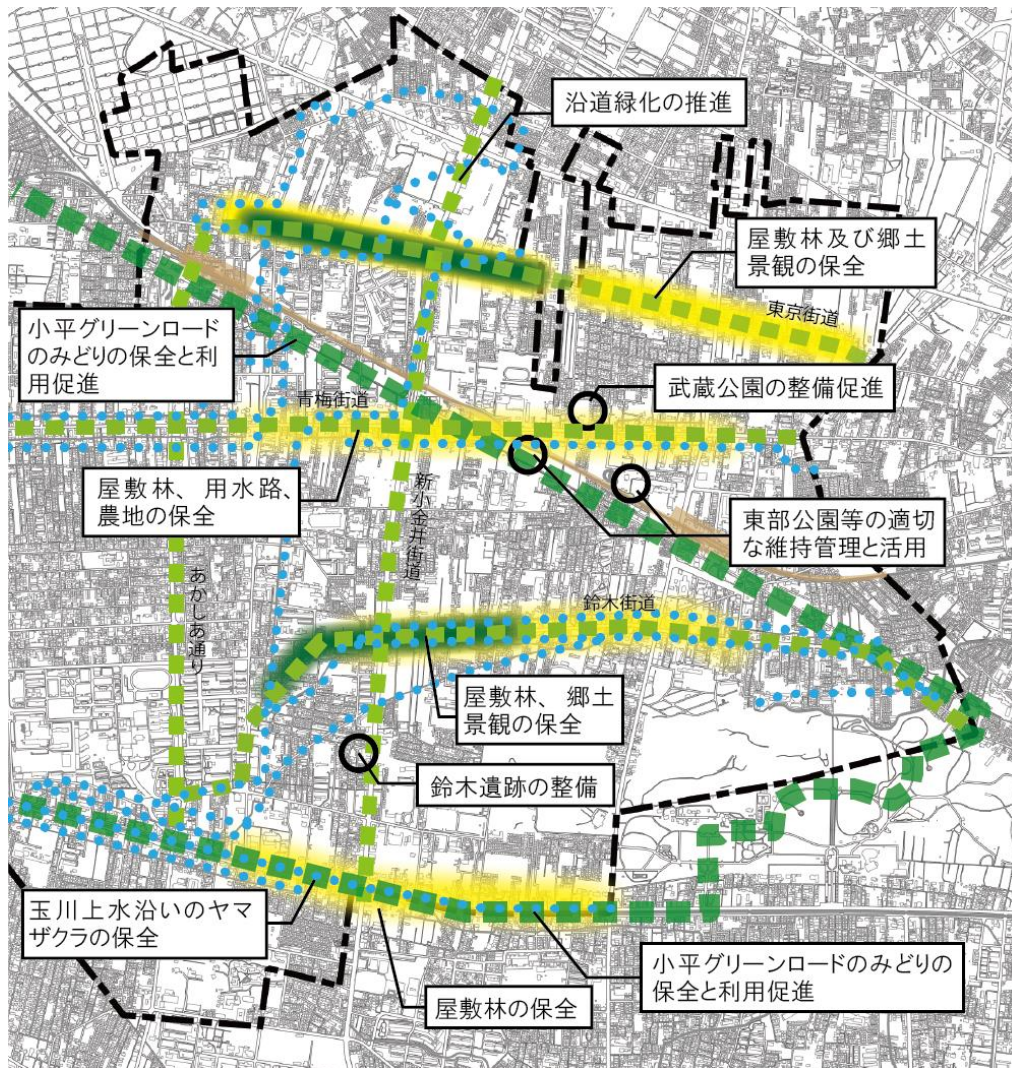 沿道緑化の推進
屋敷林及び郷土
景観の保全
東京街道
小平グリーンロード
のみどりの保全と利
用促進
武蔵公園の整備促進
青梅街道
屋敷林、用水路、
農地の保全
新小金井街道
東部公園等の適切
な維持管理と活用
あかしあ通り
鈴木街道
屋敷林、郷土
景観の保全
鈴木遺跡の整備
玉川上水沿いのヤマ
ザクラの保全
小平グリーンロードのみどりの
保全と利用促進
屋敷林の保全